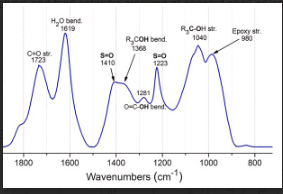 H₂O bend.
1619
C=O str.
1723
S=O
1410
R₃COH bend.
1368
1281
O=C-OH bend.
S=O
1223
R₃C-OH str.
1040
Epoxy str.
980
1800 1600 1400 1200 1000 800
Wavenumbers (cm⁻¹)